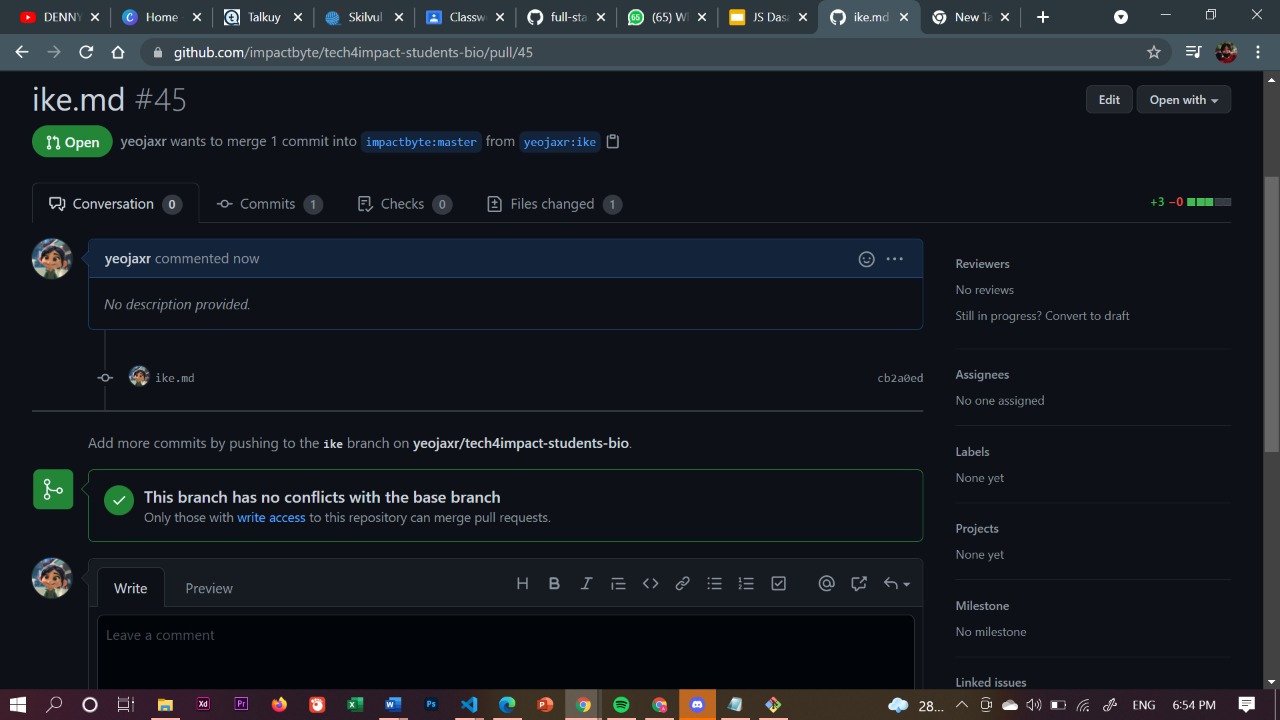 DENNY
Home
Talkuy
Skilvul
Classw
full-sta
(65) W
JS Dasa
ike.md
New Ta
github.com/impactbyte/tech4impact-students-bio/pull/45
ike.md #45
Edit
Open with
Open
yeojaxr wants to merge 1 commit into impactbyte:master from yeojaxr:ike
Conversation 0
Commits 1
Checks 0
Files changed 1
+3 −0
yeojaxr commented now
No description provided.
ike.md
cb2a0ed
Add more commits by pushing to the ike branch on yeojaxr/tech4impact-students-bio.
This branch has no conflicts with the base branch
Only those with write access to this repository can merge pull requests.
Write
Preview
Leave a comment
Reviewers
No reviews
Still in progress? Convert to draft
Assignees
No one assigned
Labels
None yet
Projects
None yet
Milestone
No milestone
Linked issues
28...
ENG
6:54 PM